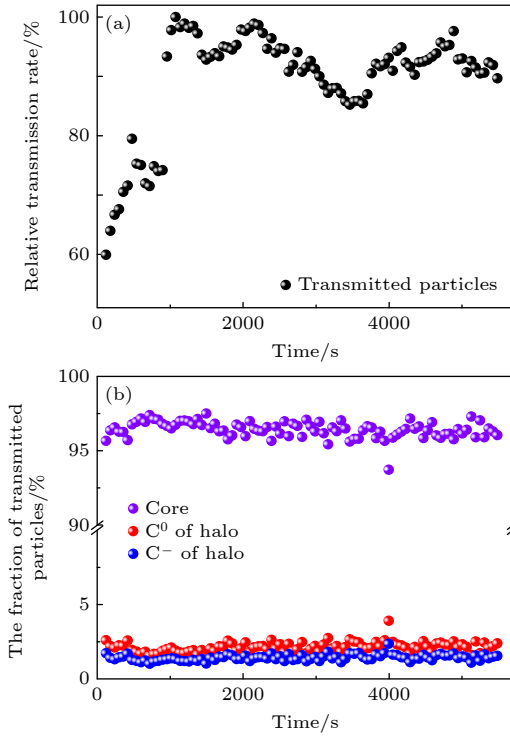 (a)
100
80
60
Relative transmission rate/%
Transmitted particles
0 2000 4000
Time/s
(b)
100
95
90
5
0
The fraction of transmitted
particles/%
Core
C⁰ of halo
C⁻ of halo
0 2000 4000
Time/s